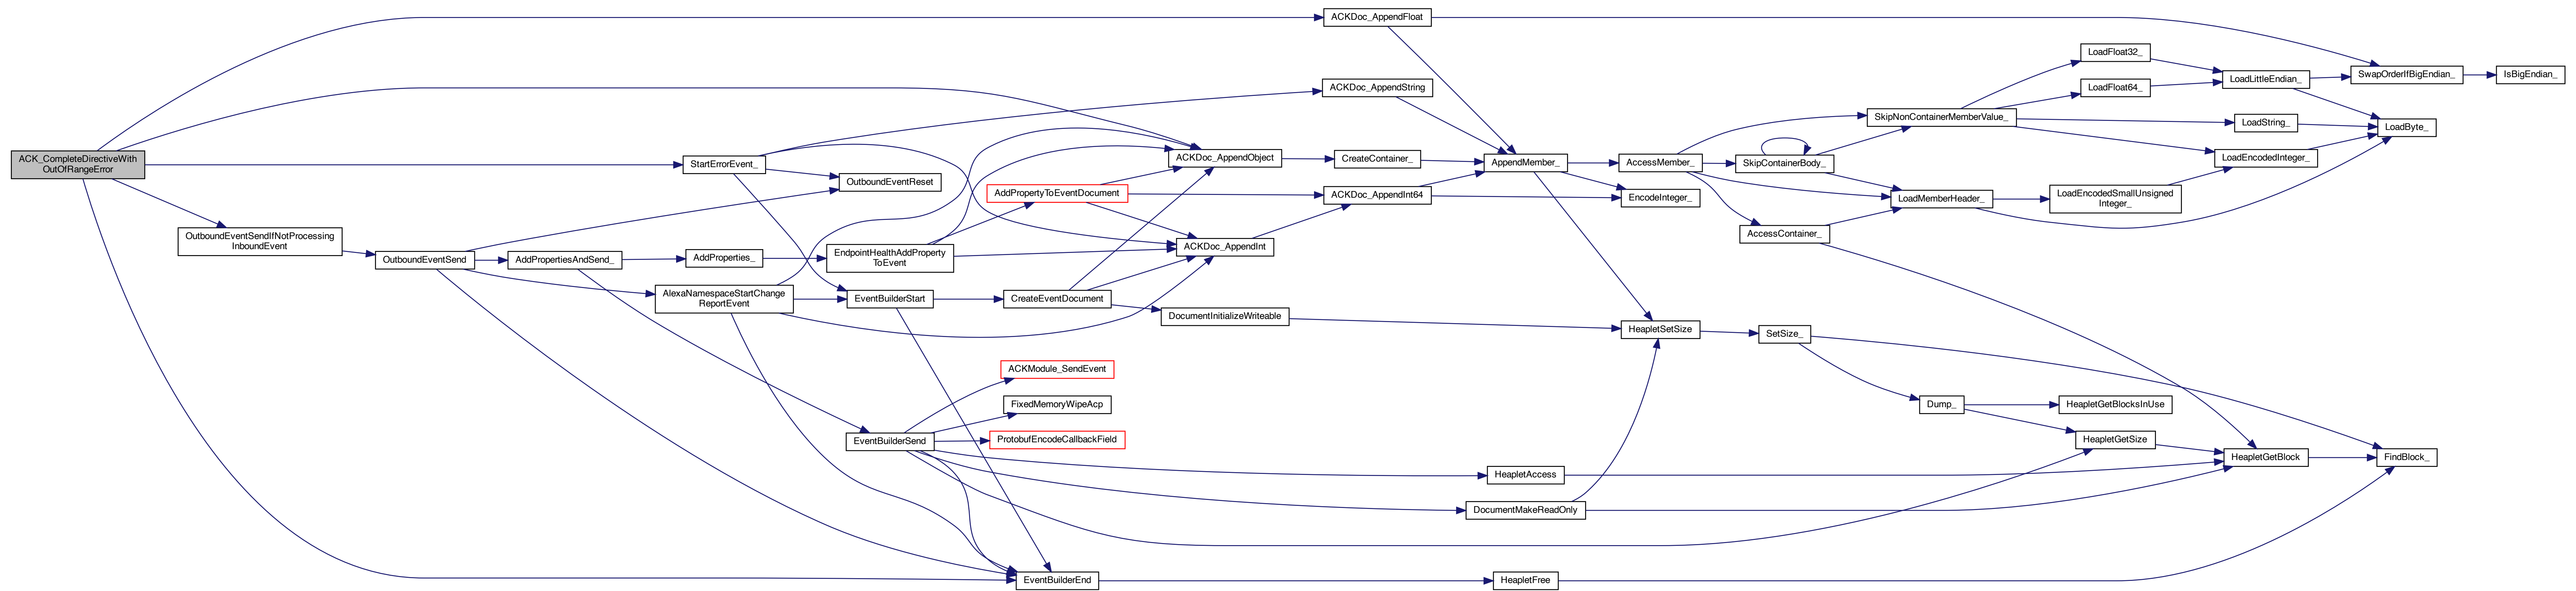 ACK_CompleteDirectiveWith
OutOfRangeError
OutboundEventSendIfNotProcessing
InboundEvent
OutboundEventSend
StartErrorEvent_
AddPropertiesAndSend_
AddProperties_
AlexaNamespaceStartChange
ReportEvent
OutboundEventReset
EndpointHealthAddProperty
ToEvent
EventBuilderStart
EventBuilderSend
AddPropertyToEventDocument
CreateEventDocument
ACKModule_SendEvent
FixedMemoryWipeAcp
ProtobufEncodeCallbackField
EventBuilderEnd
ACKDoc_AppendObject
ACKDoc_AppendInt
DocumentInitializeWriteable
ACKDoc_AppendFloat
ACKDoc_AppendString
CreateContainer_
ACKDoc_AppendInt64
AppendMember_
HeapletAccess
DocumentMakeReadOnly
HeapletFree
AccessMember_
EncodeInteger_
HeapletSetSize
SkipContainerBody_
AccessContainer_
SetSize_
SkipNonContainerMemberValue_
LoadMemberHeader_
Dump_
LoadFloat32_
LoadFloat64_
LoadEncodedSmallUnsigned
Integer_
HeapletGetBlocksInUse
HeapletGetSize
LoadLittleEndian_
LoadString_
LoadEncodedInteger_
HeapletGetBlock
SwapOrderIfBigEndian_
LoadByte_
FindBlock_
IsBigEndian_